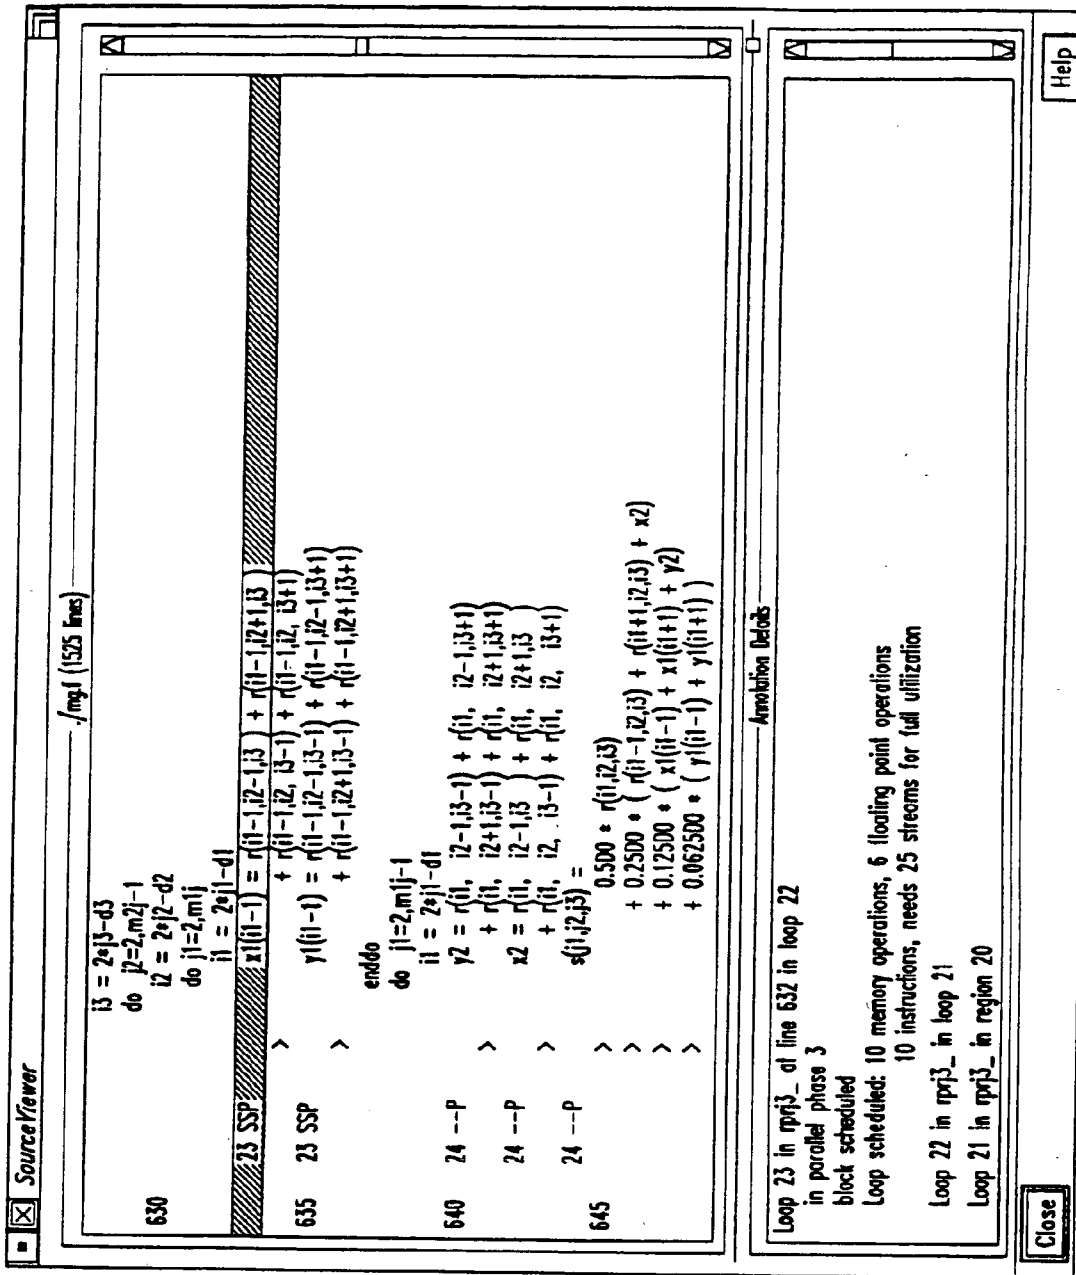 SourceViewer
./mg.f (1525 lines)
i3 = 2*j3-d3
do j2=2,m2j-1
630 i2 = 2*j2-d2
do j1=2,m1j
i1 = 2*j1-d1
23 SSP x1(i1-1) = r(i1-1,i2-1,i3 ) + r(i1-1,i2+1,i3 )
> + r(i1-1,i2, i3-1) + r(i1-1,i2, i3+1)
635 23 SSP y1(i1-1) = r(i1-1,i2-1,i3-1) + r(i1-1,i2-1,i3+1)
> + r(i1-1,i2+1,i3-1) + r(i1-1,i2+1,i3+1)
enddo
do j1=2,m1j-1
i1 = 2*j1-d1
640 24 --P y2 = r(i1, i2-1,i3-1) + r(i1, i2-1,i3+1)
> + r(i1, i2+1,i3-1) + r(i1, i2+1,i3+1)
24 --P x2 = r(i1, i2-1,i3 ) + r(i1, i2+1,i3 )
> + r(i1, i2, i3-1) + r(i1, i2, i3+1)
24 --P s(j1,j2,j3) =
645 > 0.5D0 * r(i1,i2,i3)
> + 0.25D0 * ( r(i1-1,i2,i3) + r(i1+1,i2,i3) + x2)
> + 0.125D0 * ( x1(i1-1) + x1(i1+1) + y2)
> + 0.0625D0 * ( y1(i1-1) + y1(i1+1) )
Annotation Details
Loop 23 in rprj3_ at line 632 in loop 22
in parallel phase 3
block scheduled
Loop scheduled: 10 memory operations, 6 floating point operations
10 instructions, needs 25 streams for full utilization
Loop 22 in rprj3_ in loop 21
Loop 21 in rprj3_ in region 20
Close
Help